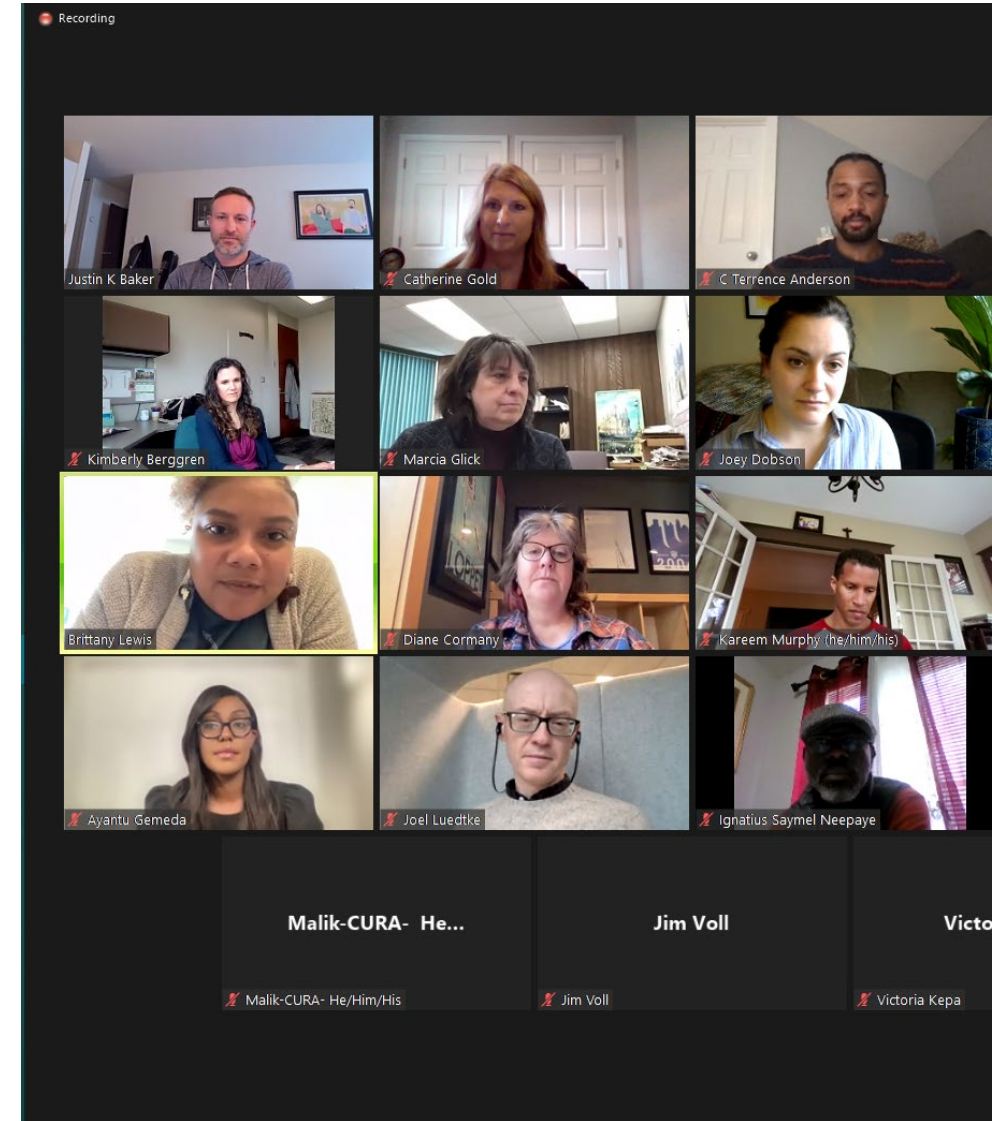 Recording
Justin K Baker
Catherine Gold
C Terrence Anderson
Kimberly Berggren
Marcia Glick
Joey Dobson
Brittany Lewis
Diane Cormany
Kareem Murphy (he/him/his)
Ayantu Gemeda
Joel Luedtke
Ignatius Saymel Neepaye
Malik-CURA- He...
Jim Voll
Victo
Malik-CURA- He/Him/His
Jim Voll
Victoria Kepa